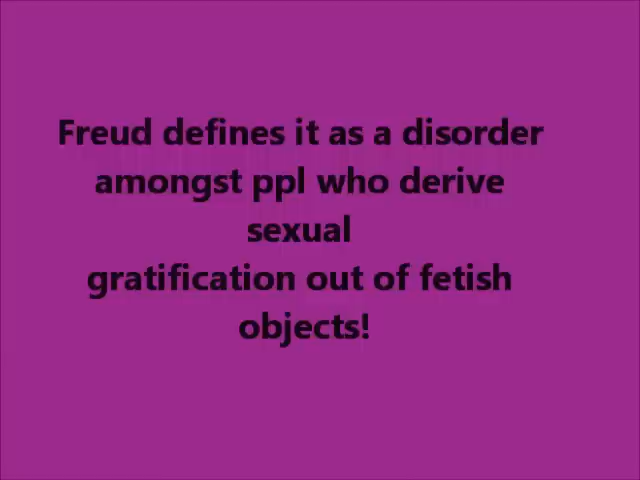 Freud defines it as a disorder
amongst ppl who derive
sexual
gratification out of fetish
objects!